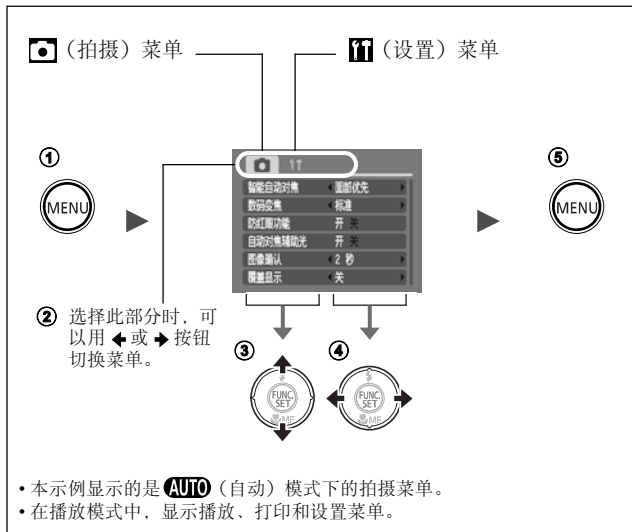 （拍摄）菜单
（设置）菜单
①
MENU
⑤
MENU
智能自动对焦 面部优先
数码变焦 标准
防红眼功能 开 关
自动对焦辅助光 开 关
图像确认 2 秒
覆盖显示 关
② 选择此部分时，可
以用 ← 或 → 按钮
切换菜单。
③
FUNC.
SET
MF
④
FUNC.
SET
MF
• 本示例显示的是 AUTO （自动）模式下的拍摄菜单。
• 在播放模式中，显示播放、打印和设置菜单。